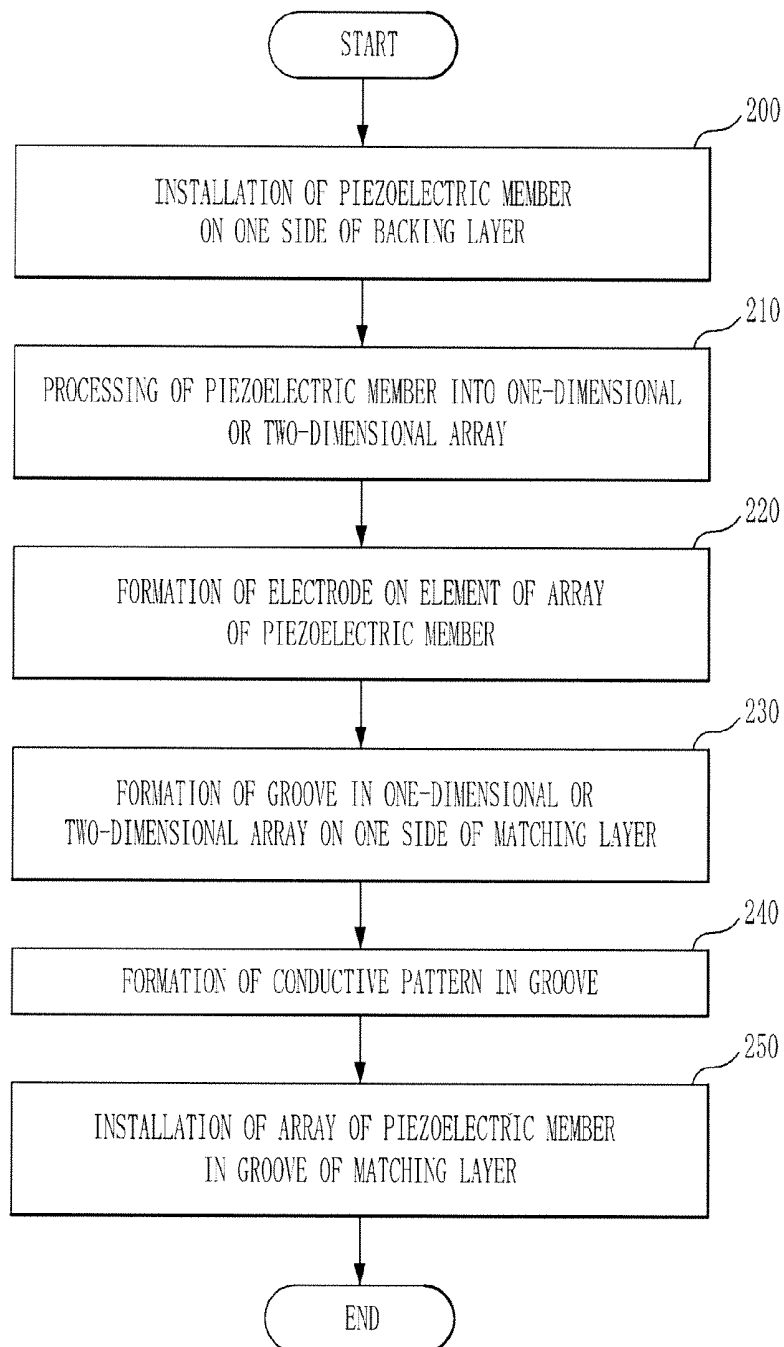 START
200
INSTALLATION OF PIEZOELECTRIC MEMBER
ON ONE SIDE OF BACKING LAYER
210
PROCESSING OF PIEZOELECTRIC MEMBER INTO ONE-DIMENSIONAL
OR TWO-DIMENSIONAL ARRAY
220
FORMATION OF ELECTRODE ON ELEMENT OF ARRAY
OF PIEZOELECTRIC MEMBER
230
FORMATION OF GROOVE IN ONE-DIMENSIONAL OR
TWO-DIMENSIONAL ARRAY ON ONE SIDE OF MATCHING LAYER
240
FORMATION OF CONDUCTIVE PATTERN IN GROOVE
250
INSTALLATION OF ARRAY OF PIEZOELECTRIC MEMBER
IN GROOVE OF MATCHING LAYER
END